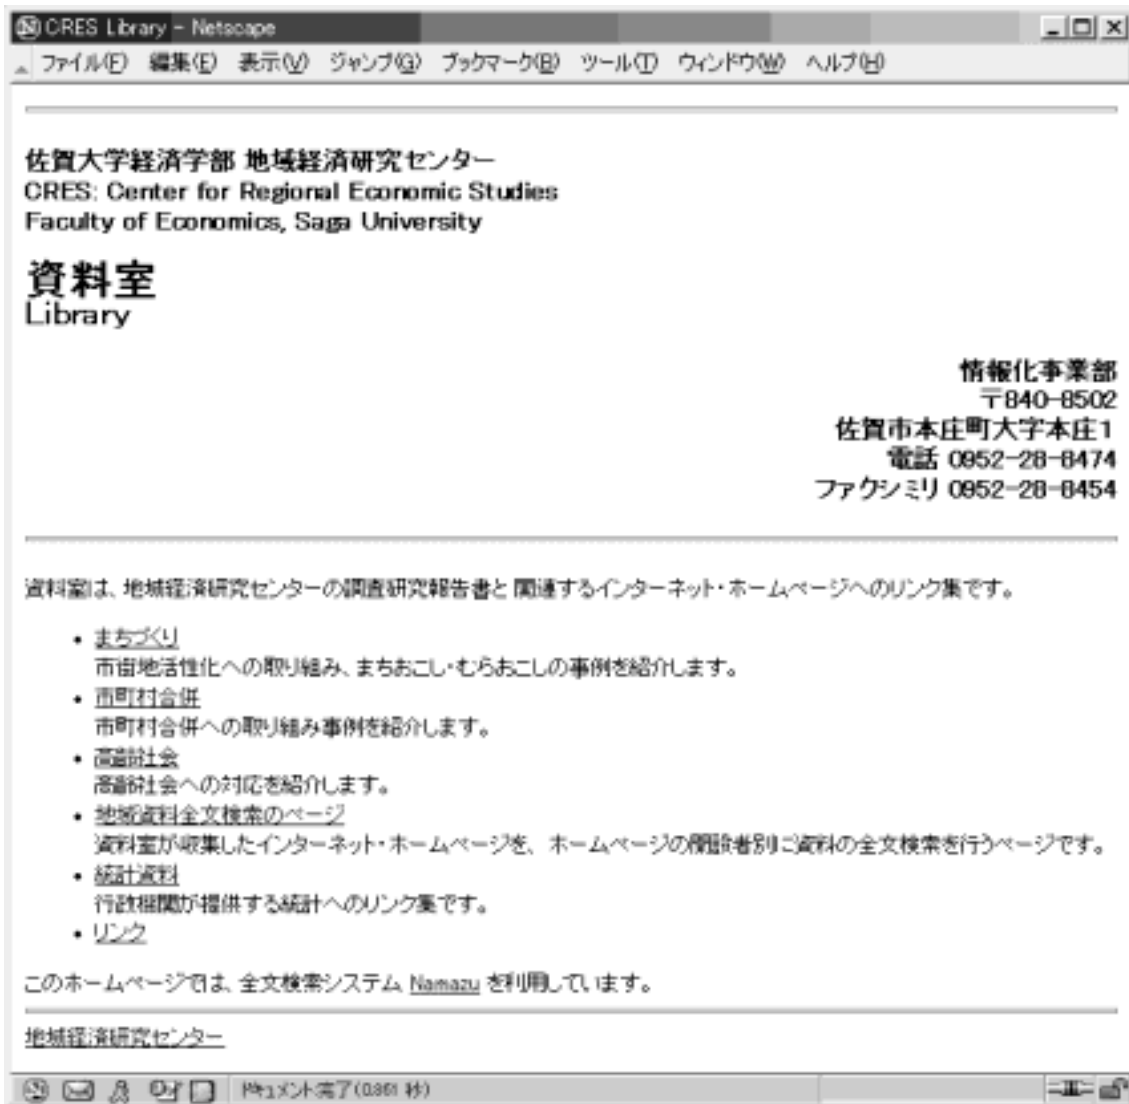 CRES Library - Netscape
ファイル(F) 編集(E) 表示(V) ジャンプ(G) ブックマーク(B) ツール(T) ウィンドウ(W) ヘルプ(H)
佐賀大学経済学部 地域経済研究センター
CRES: Center for Regional Economic Studies
Faculty of Economics, Saga University
資料室
Library
情報化事業部
〒840-8502
佐賀市本庄町大字本庄1
電話 0952-28-8474
ファクシミリ 0952-28-8454
資料室は、地域経済研究センターの調査研究報告書と 関連するインターネット・ホームページへのリンク集です。
• まちづくり
市街地活性化への取り組み、まちおこし・むらおこしの事例を紹介します。
• 市町村合併
市町村合併への取り組み事例を紹介します。
• 高齢社会
高齢社会への対応を紹介します。
• 地域資料全文検索のページ
資料室が収集したインターネット・ホームページを、 ホームページの開設者別に資料の全文検索を行うページです。
• 統計資料
行政機関が提供する統計へのリンク集です。
• リンク
このホームページでは、全文検索システム Namazu を利用しています。
地域経済研究センター
ドキュメント:完了(0.861 秒)